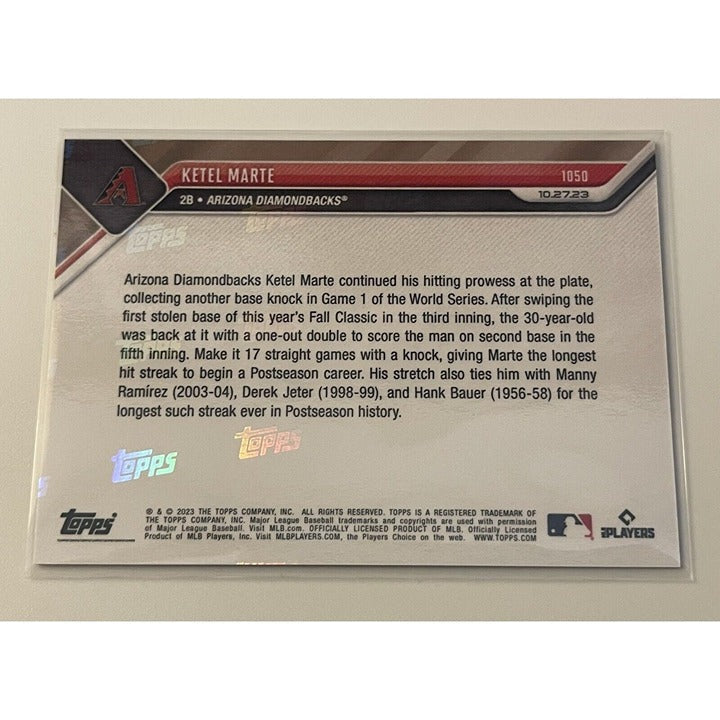 KETEL MARTE
1050
2B • ARIZONA DIAMONDBACKS®
10.27.23
TOPPS
TOPPS
Arizona Diamondbacks Ketel Marte continued his hitting prowess at the plate,
collecting another base knock in Game 1 of the World Series. After swiping the
first stolen base of this year's Fall Classic in the third inning, the 30-year-old
was back at it with a one-out double to score the man on second base in the
fifth inning. Make it 17 straight games with a knock, giving Marte the longest
hit streak to begin a Postseason career. His stretch also ties him with Manny
Ramírez (2003-04), Derek Jeter (1998-99), and Hank Bauer (1956-58) for the
longest such streak ever in Postseason history.
TOPPS
TOPPS
TOPPS
® & © 2023 THE TOPPS COMPANY, INC. ALL RIGHTS RESERVED. TOPPS IS A REGISTERED TRADEMARK OF
THE TOPPS COMPANY, INC. Major League Baseball trademarks and copyrights are used with permission
of Major League Baseball. Visit MLB.com. OFFICIALLY LICENSED PRODUCT OF MLB. Officially Licensed
Product of MLB Players, Inc. Visit MLBPLAYERS.COM, the Players Choice on the web. WWW.TOPPS.COM
PLAYERS